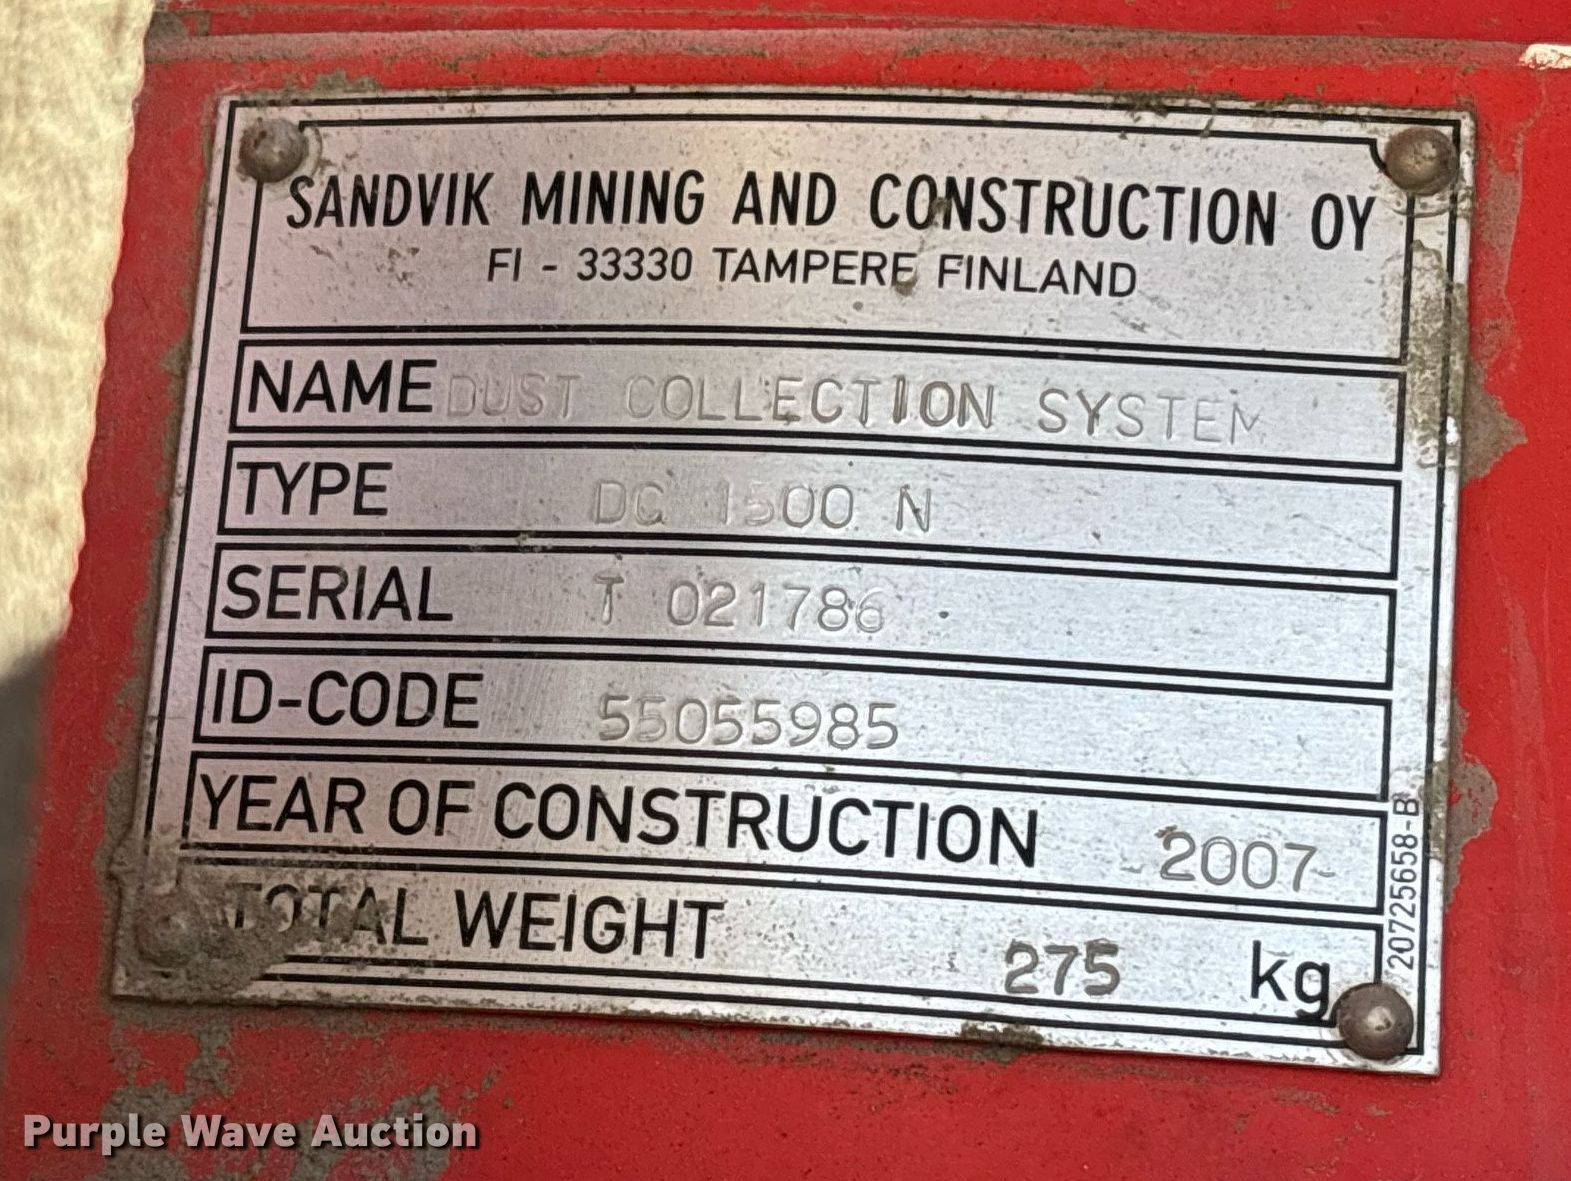 SANDVIK MINING AND CONSTRUCTION OY
FI - 33330 TAMPERE FINLAND
NAME DUST COLLECTION SYSTEM
TYPE DC 1500 N
SERIAL T 021786
ID-CODE 55055985
YEAR OF CONSTRUCTION -2007-
TOTAL WEIGHT 275 kg
20725658-B
Purple Wave Auction